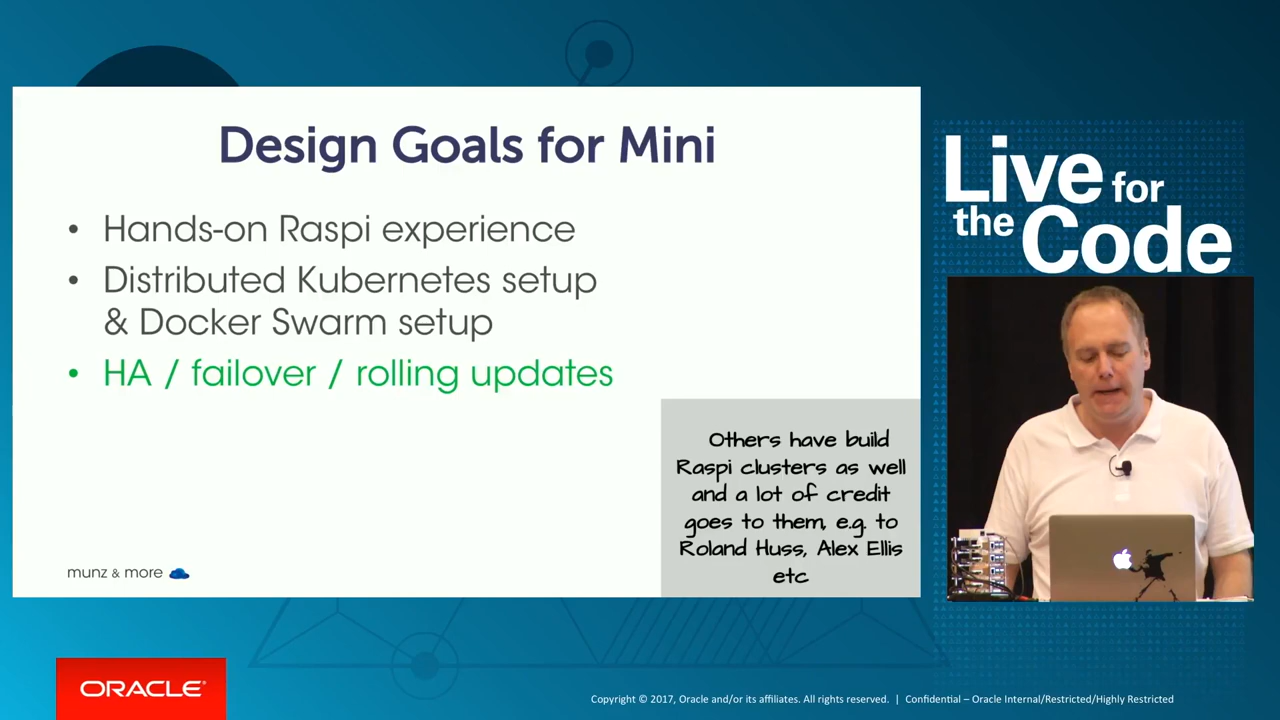 Design Goals for Mini
• Hands-on Raspi experience
• Distributed Kubernetes setup
& Docker Swarm setup
• HA / failover / rolling updates
Others have build
Raspi clusters as well
and a lot of credit
goes to them, e.g. to
Roland Huss, Alex Ellis
etc
munz & more
Live for
the Code
ORACLE®
Copyright © 2017, Oracle and/or its affiliates. All rights reserved. | Confidential – Oracle Internal/Restricted/Highly Restricted